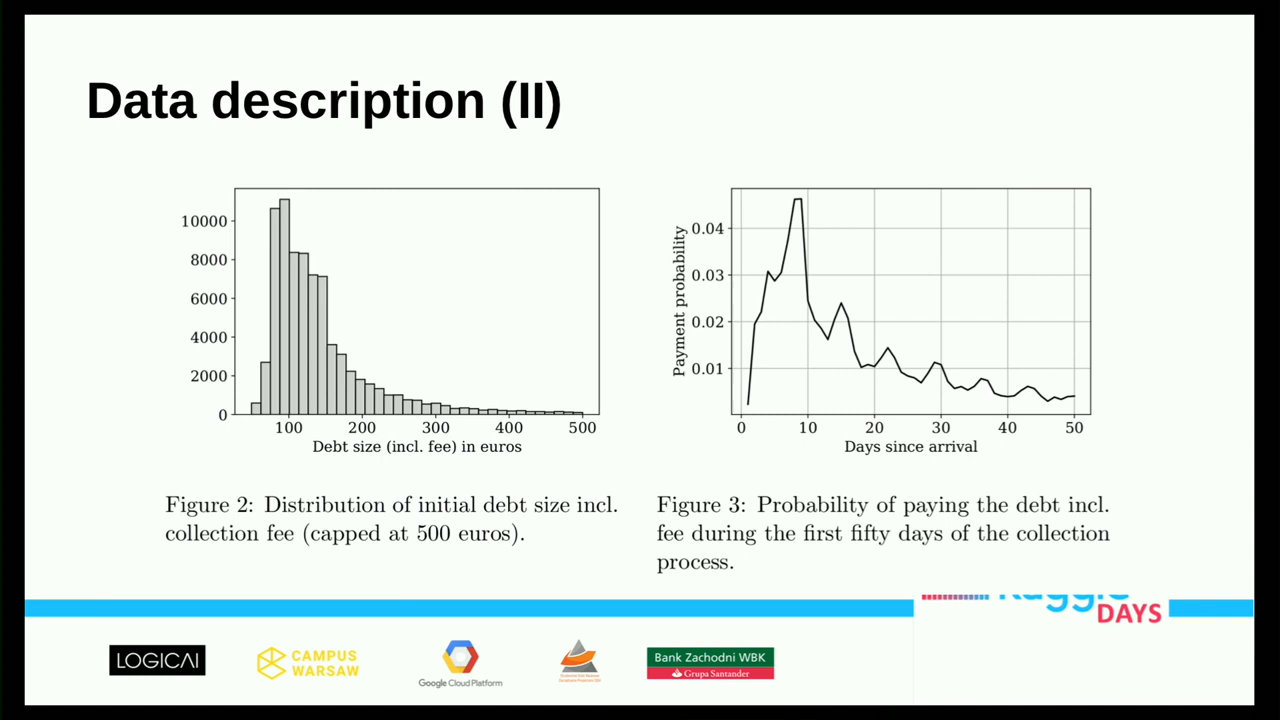 Data description (II)
10000
8000
6000
4000
2000
0
100 200 300 400 500
Debt size (incl. fee) in euros
Payment probability
0.04
0.03
0.02
0.01
0 10 20 30 40 50
Days since arrival
Figure 2: Distribution of initial debt size incl.
collection fee (capped at 500 euros).
Figure 3: Probability of paying the debt incl.
fee during the first fifty days of the collection
process.
kaggle
DAYS
LOGICAI
CAMPUS
WARSAW
Google Cloud Platform
Bank Zachodni WBK
Grupa Santander